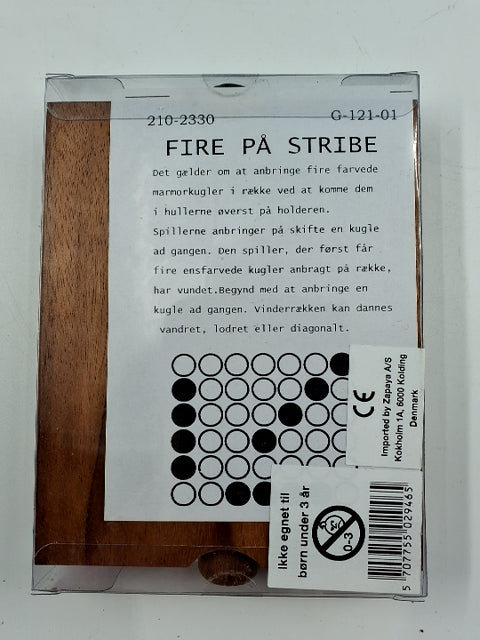 210-2330 G-121-01
FIRE PÅ STRIBE
Det gælder om at anbringe fire farvede
marmorkugler i række ved at komme dem
i hullerne øverst på holderen.
Spillerne anbringer på skifte en kugle
ad gangen. Den spiller, der først får
fire ensfarvede kugler anbragt på række,
har vundet.Begynd med at anbringe en
kugle ad gangen. Vinderrækken kan dannes
vandret, lodret eller diagonalt.
CE
Imported by Zapaya A/S
Kokholm 1A, 6000 Kolding
Denmark
Ikke egnet til
børn under 3 år
0-3
5 707755 029465